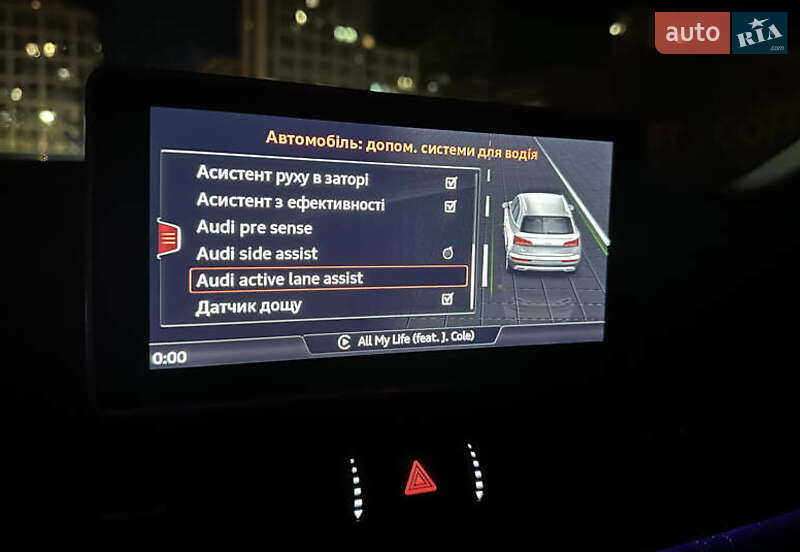 auto RIA
.com
Автомобіль: допом. системи для водія
Асистент руху в заторі
Асистент з ефективності
Audi pre sense
Audi side assist
Audi active lane assist
Датчик дощу
All My Life (feat. J. Cole)
0:00